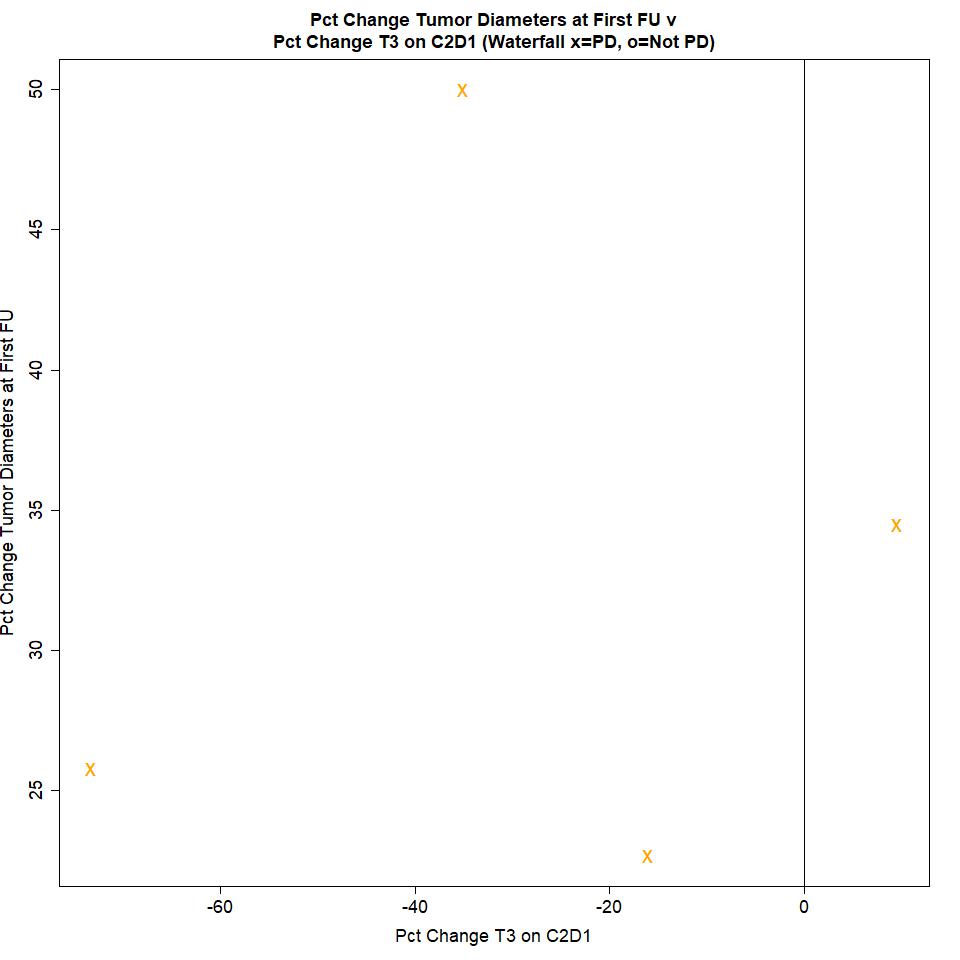 Pct Change Tumor Diameters at First FU v
Pct Change T3 on C2D1 (Waterfall x=PD, o=Not PD)
Pct Change Tumor Diameters at First FU
50
45
40
35
30
25
X
X
X
X
-60
-40
-20
0
Pct Change T3 on C2D1